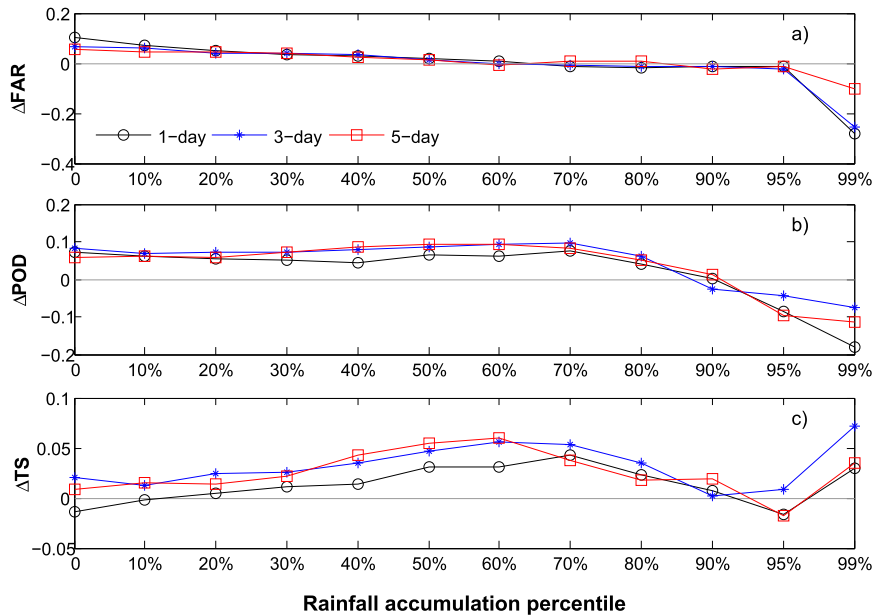 0.2
a)
0
ΔFAR
−0.2
1−day 3−day 5−day
−0.4
0 10% 20% 30% 40% 50% 60% 70% 80% 90% 95% 99%
0.2
b)
0.1
0
ΔPOD
−0.1
−0.2
0 10% 20% 30% 40% 50% 60% 70% 80% 90% 95% 99%
0.1
c)
0.05
ΔTS
0
−0.05
0 10% 20% 30% 40% 50% 60% 70% 80% 90% 95% 99%
Rainfall accumulation percentile